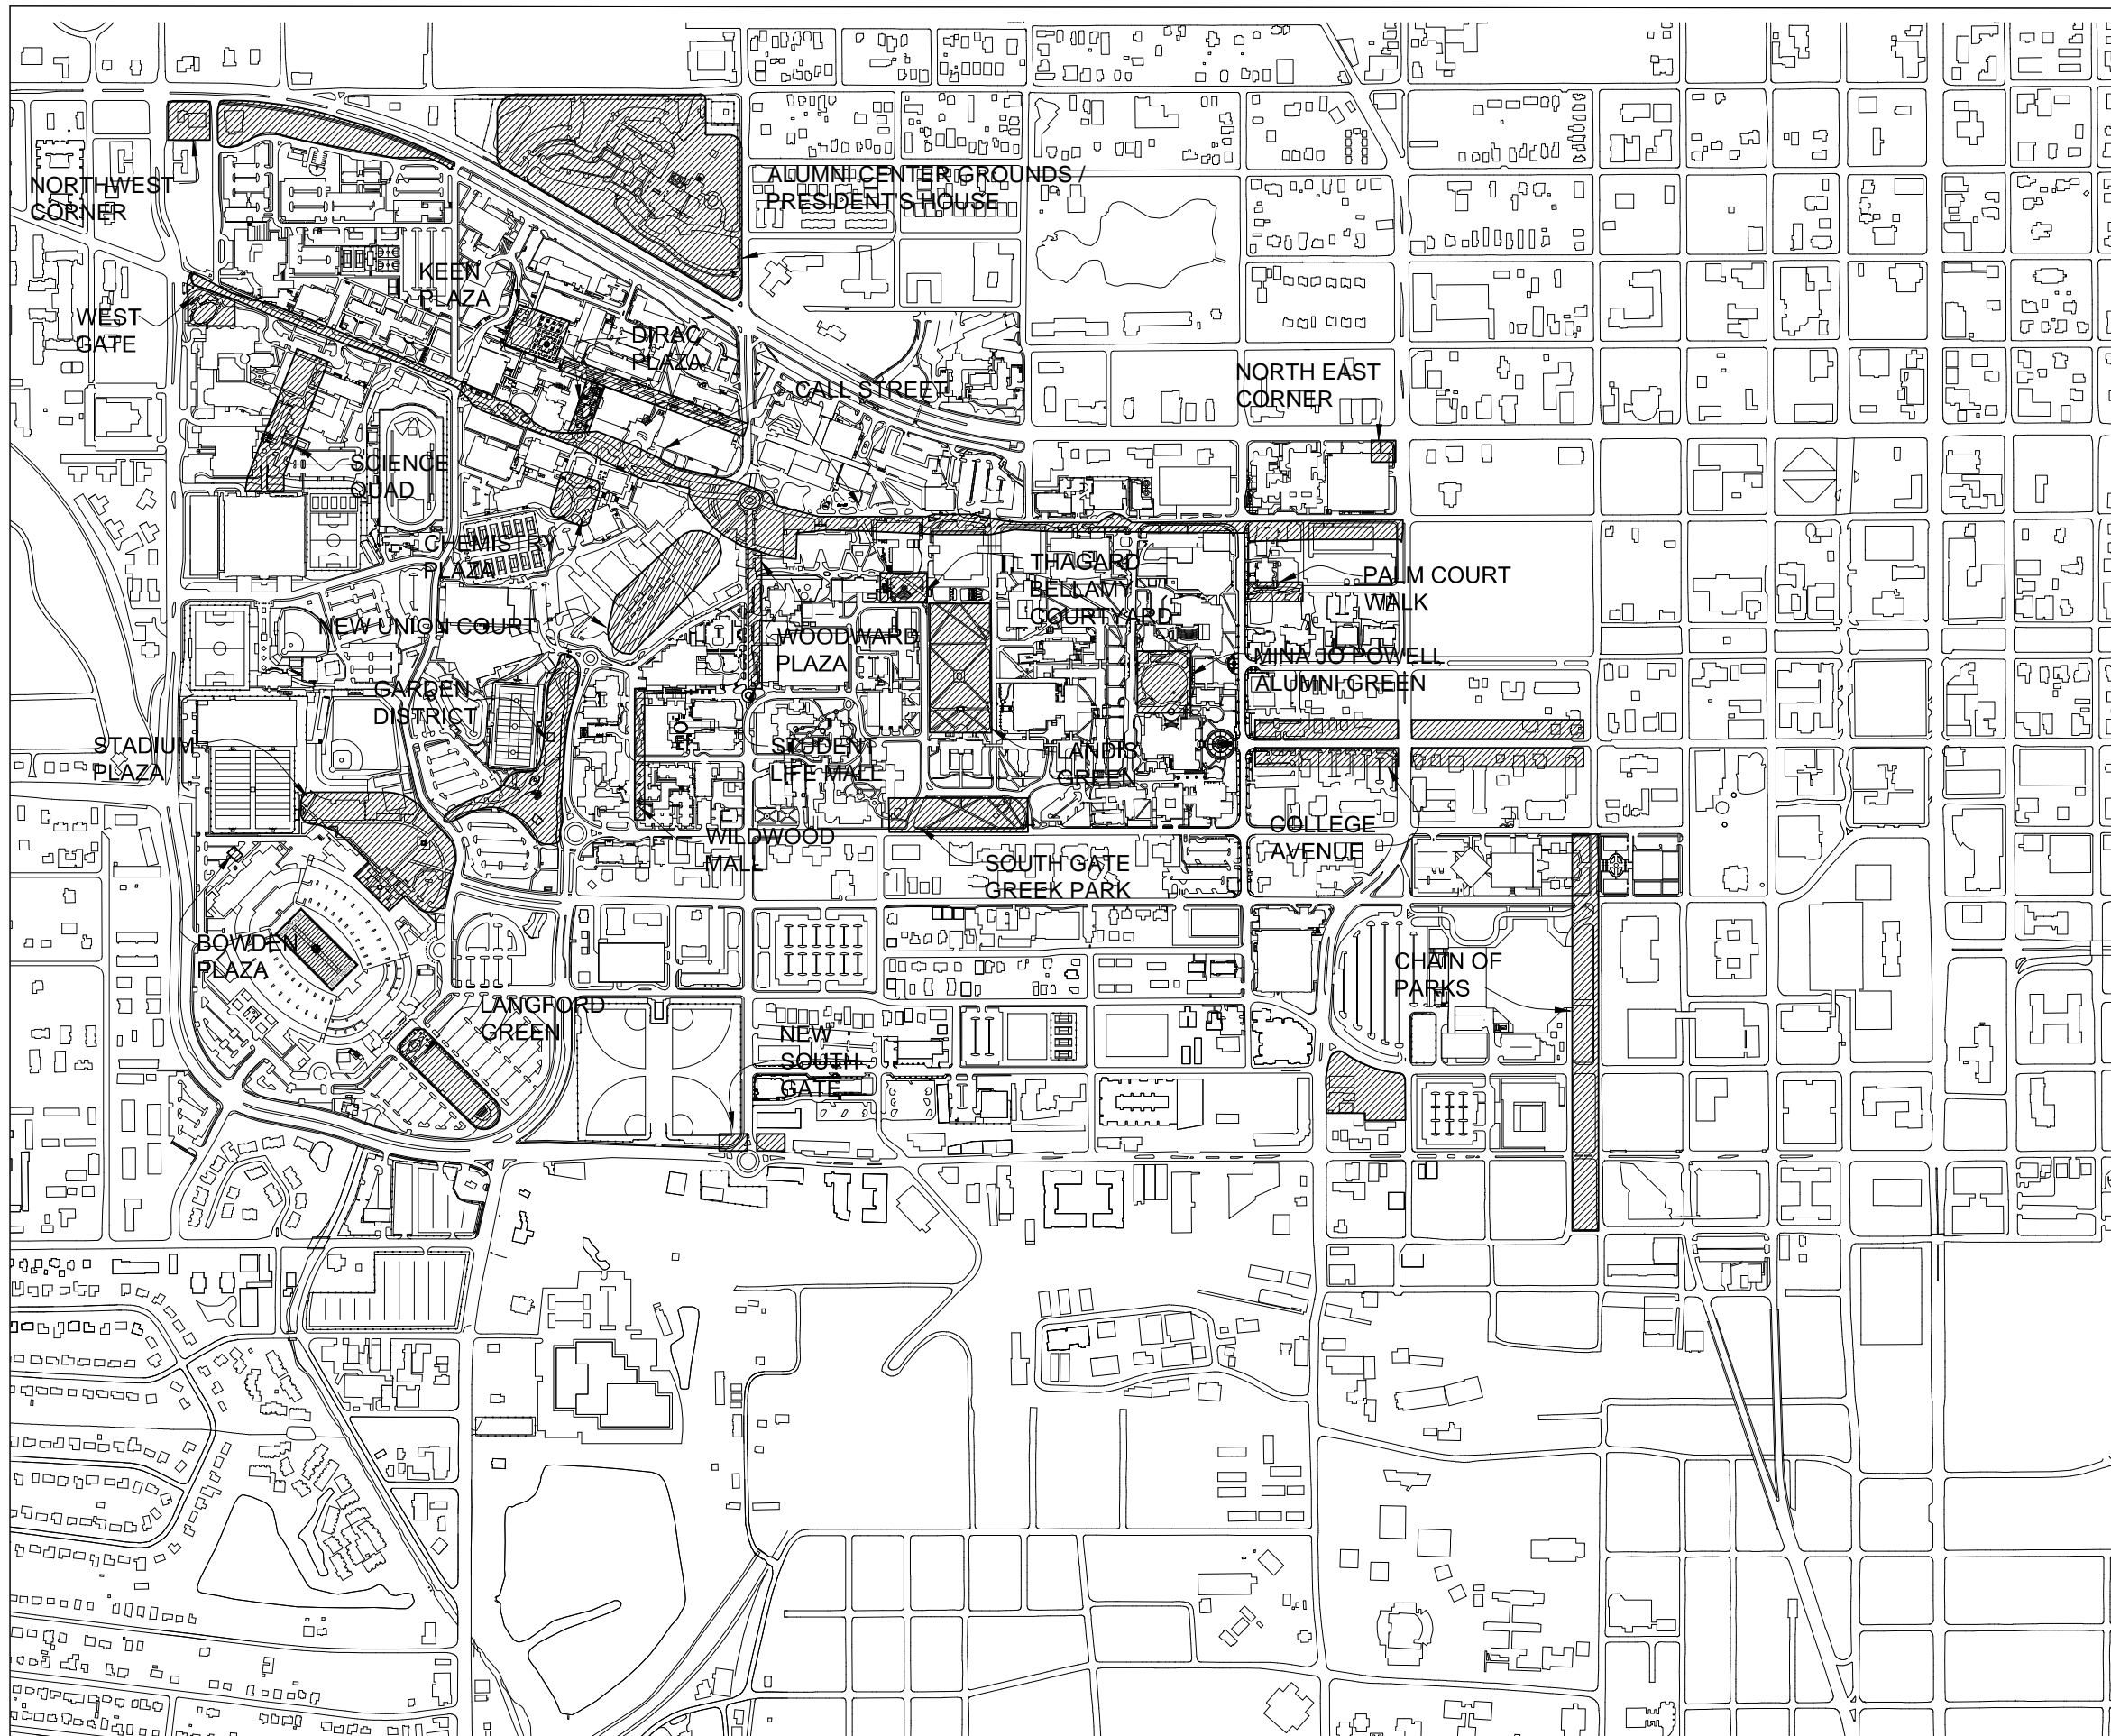 ALUMNI CENTER GROUNDS /
PRESIDENT'S HOUSE
NORTHWEST
CORNER
KEEN
PLAZA
WEST
GATE
DIRAC
PLAZA
CALL STREET
NORTH EAST
CORNER
SCIENCE
QUAD
CHEMISTRY
PLAZA
THAGARD
BELLAMY
COURTYARD
PALM COURT
WALK
NEW UNION COURT
WOODWARD
PLAZA
MINA JO POWELL
ALUMNI GREEN
GARDEN
DISTRICT
STADIUM
PLAZA
STUDENT
LIFE MALL
LANDIS
GREEN
WILDWOOD
MALL
COLLEGE
AVENUE
SOUTH GATE
GREEK PARK
BOWDEN
PLAZA
CHAIN OF
PARKS
LANGFORD
GREEN
NEW
SOUTH
GATE